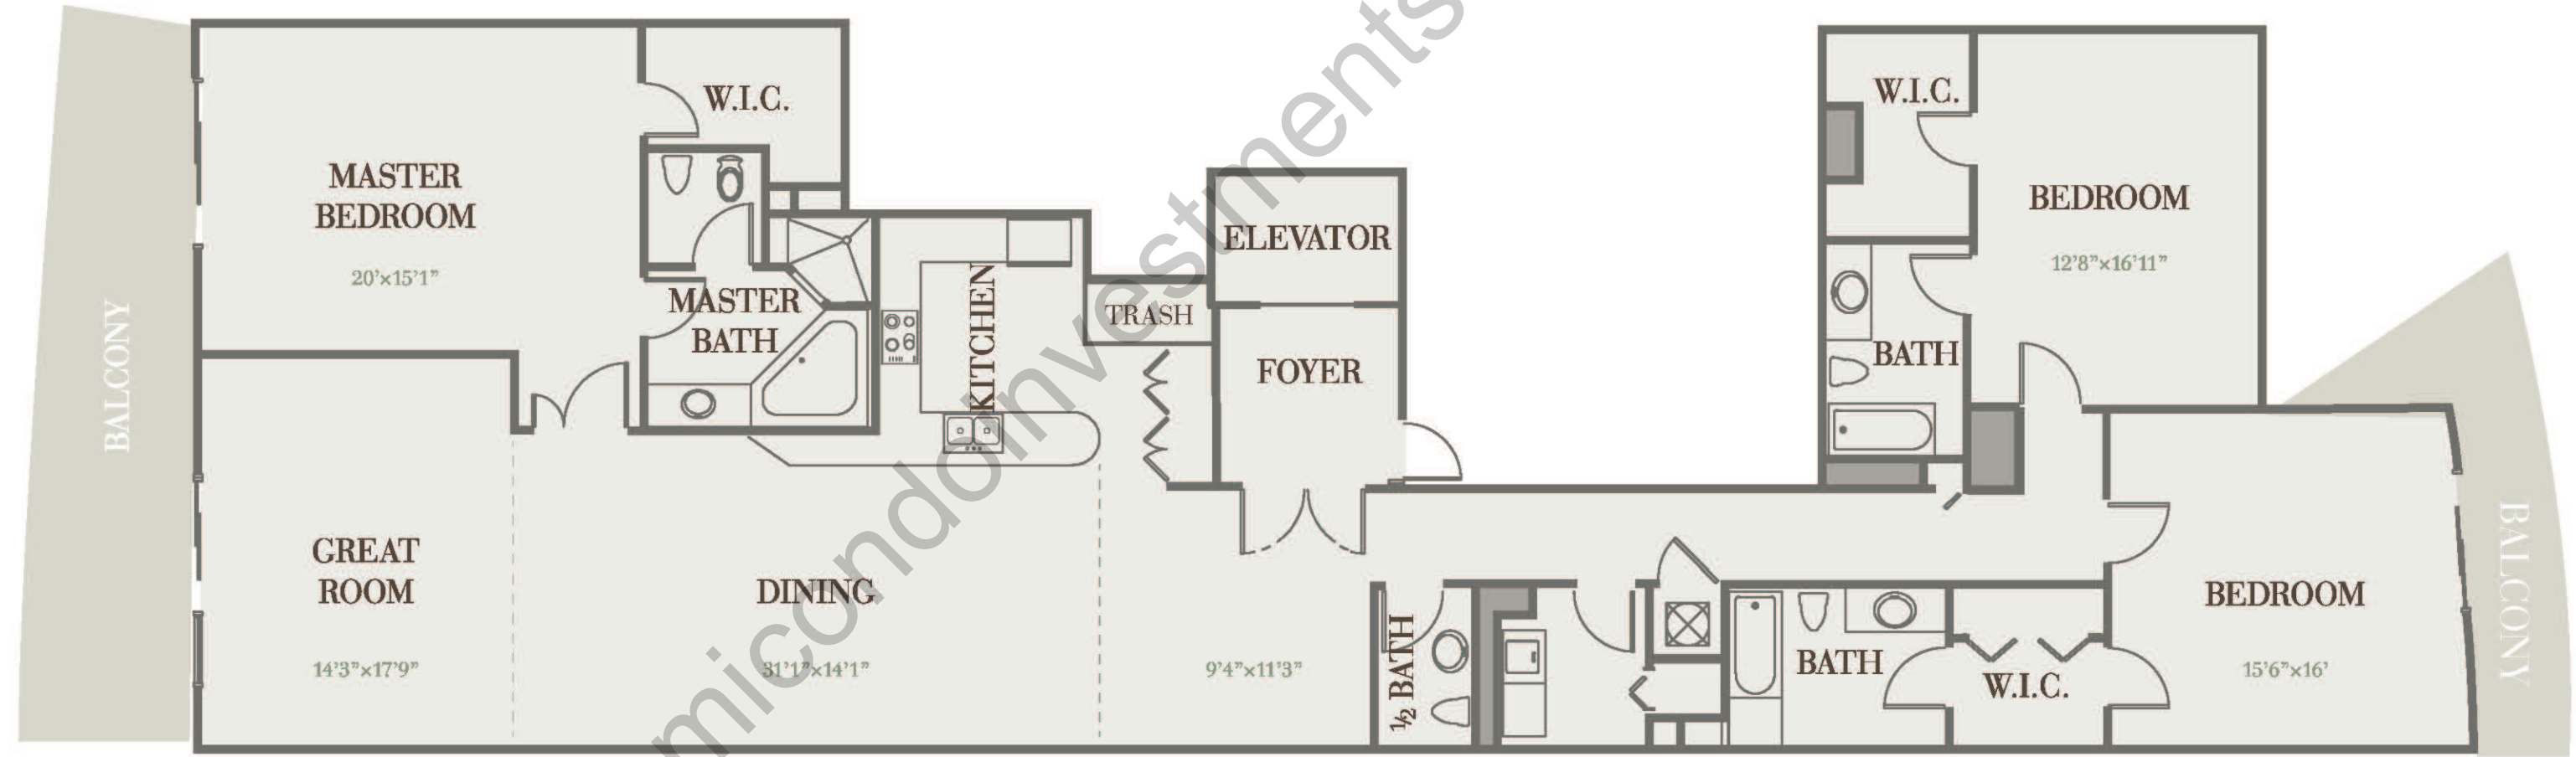 BALCONY
MASTER
BEDROOM
20'×15'1"
W.I.C.
MASTER
BATH
KITCHEN
TRASH
ELEVATOR
FOYER
GREAT
ROOM
14'3"×17'9"
DINING
31'1"×14'1"
9'4"×11'3"
½ BATH
W.I.C.
BEDROOM
12'8"×16'11"
BATH
BATH
W.I.C.
BEDROOM
15'6"×16'
BALCONY
micondoinvestments